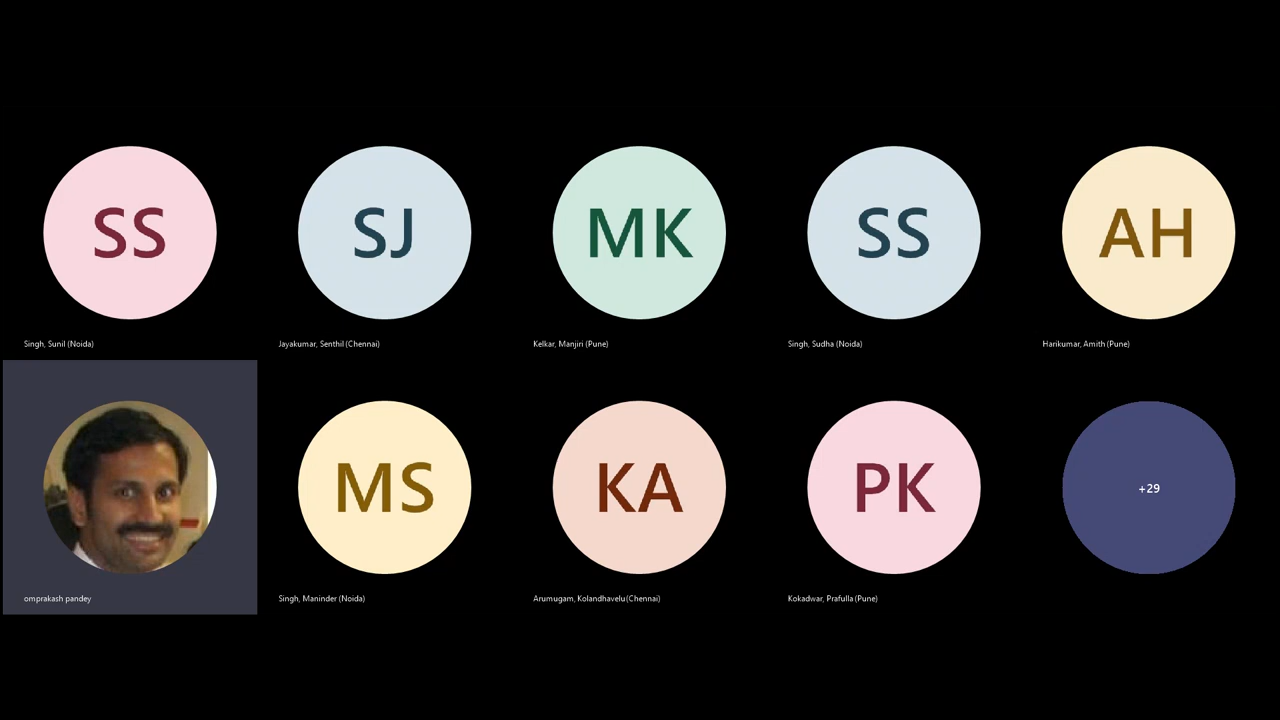 SS
SJ
MK
SS
AH
Singh, Sunil (Noida)
Jayakumar, Senthil (Chennai)
Kelkar, Manjiri (Pune)
Singh, Sudha (Noida)
Harikumar, Amith (Pune)
MS
KA
PK
+29
omprakash pandey
Singh, Maninder (Noida)
Arumugam, Kolandhavelu (Chennai)
Kokadwar, Prafulla (Pune)